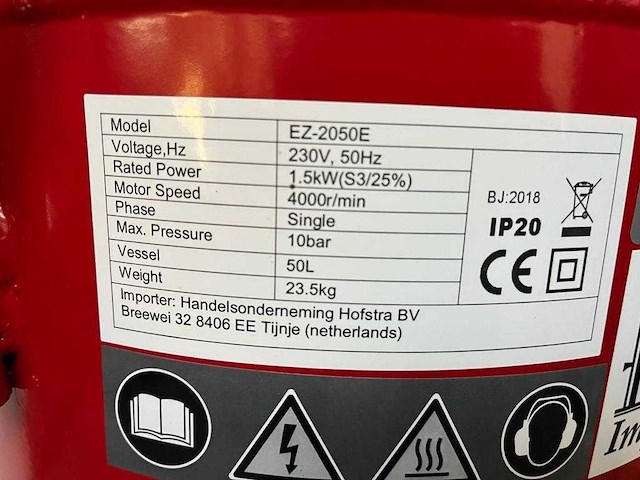 Model EZ-2050E
Voltage,Hz 230V, 50Hz
Rated Power 1.5kW(S3/25%)
Motor Speed 4000r/min
Phase Single
Max. Pressure 10bar
Vessel 50L
Weight 23.5kg
BJ:2018
IP20
CE
Importer: Handelsonderneming Hofstra BV
Breewei 32 8406 EE Tijnje (netherlands)